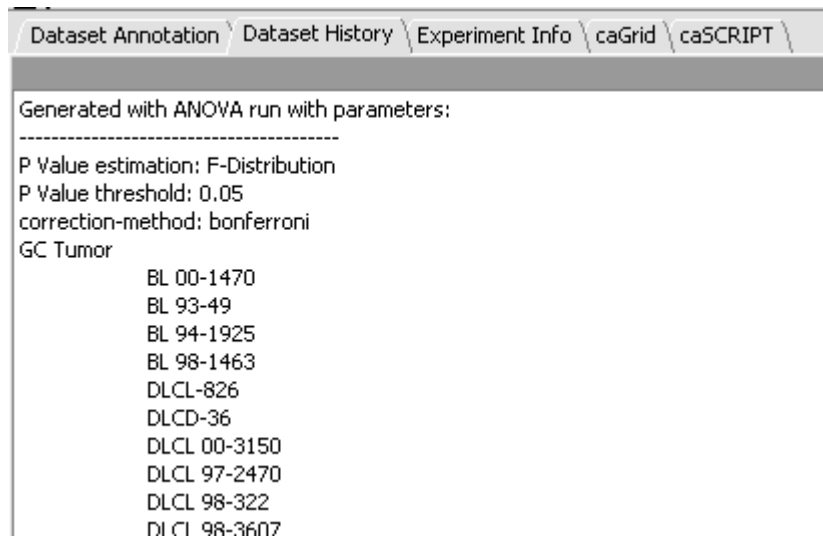 Dataset Annotation Dataset History Experiment Info caGrid caSCRIPT
Generated with ANOVA run with parameters:
----------------------------------------
P Value estimation: F-Distribution
P Value threshold: 0.05
correction-method: bonferroni
GC Tumor
BL 00-1470
BL 93-49
BL 94-1925
BL 98-1463
DLCL-826
DLCD-36
DLCL 00-3150
DLCL 97-2470
DLCL 98-322
DLCL 98-3607